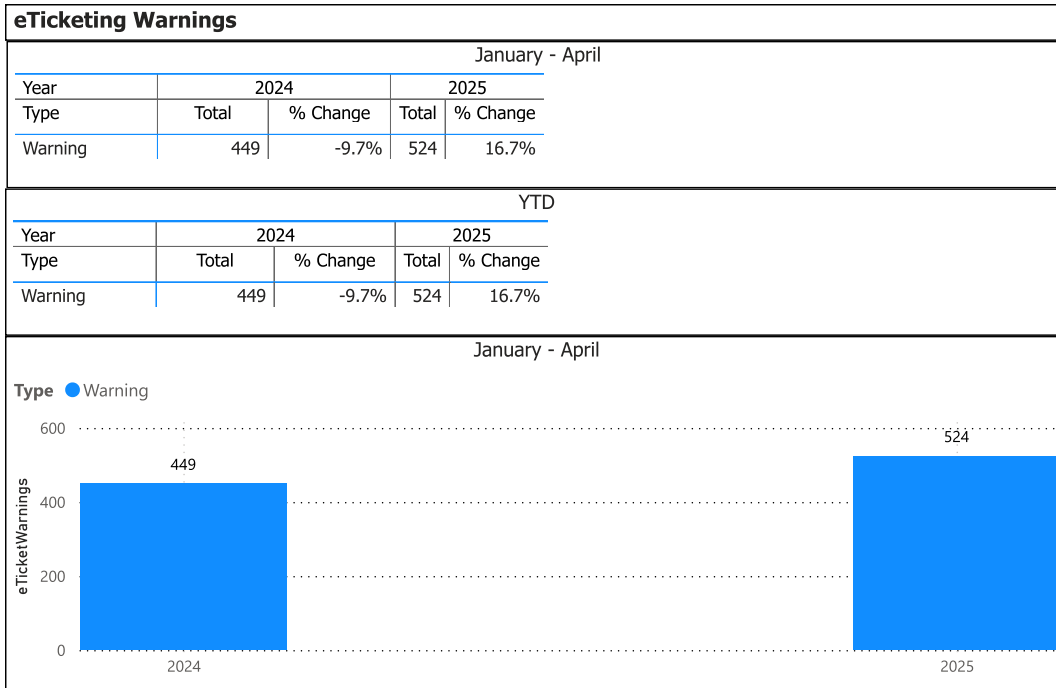 eTicketing Warnings
January - April
Year 2024 2025
Type Total % Change Total % Change
Warning 449 -9.7% 524 16.7%
YTD
Year 2024 2025
Type Total % Change Total % Change
Warning 449 -9.7% 524 16.7%
January - April
Type Warning
eTicketWarnings
600
400
200
0
449
524
2024 2025